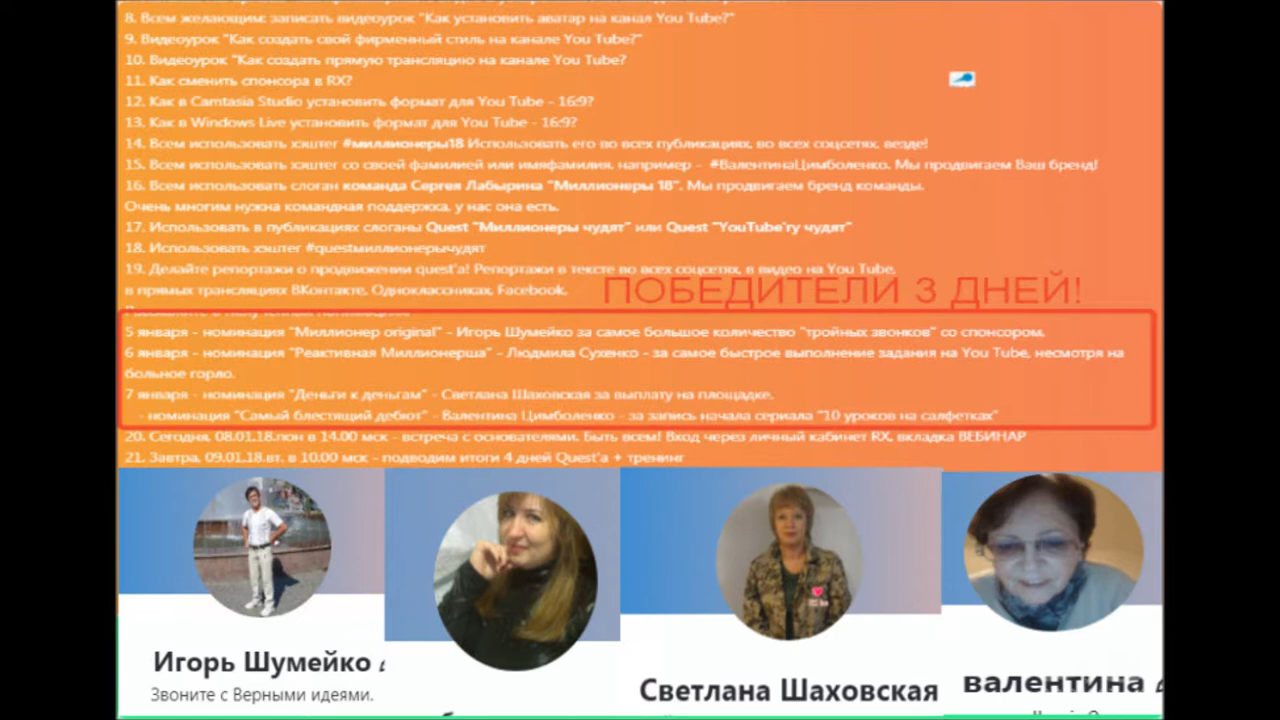 8. Всем желающим: записать видеоурок "Как установить аватар на канал You Tube?"
9. Видеоурок "Как создать свой фирменный стиль на канале You Tube?"
10. Видеоурок "Как создать прямую трансляцию на канале You Tube?
11. Как сменить спонсора в RX?
12. Как в Camtasia Studio установить формат для You Tube - 16:9?
13. Как в Windows Live установить формат для You Tube - 16:9?
14. Всем использовать хэштег #миллионеры18 Использовать его во всех публикациях, во всех соцсетях, везде!
15. Всем использовать хэштег со своей фамилией или имяфамилия, например - #ВалентинаЦимболенко. Мы продвигаем Ваш бренд!
16. Всем использовать слоган команда Сергея Лабырина "Миллионеры 18". Мы продвигаем бренд команды.
Очень многим нужна командная поддержка, у нас она есть.
17. Использовать в публикациях слоганы Quest "Миллионеры чудят" или Quest "YouTube'ry чудят"
18. Использовать хэштег #questмиллионерычудят
19. Делайте репортажи о продвижении quest'а! Репортажи в тексте во всех соцсетях, в видео на You Tube,
в прямых трансляциях ВКонтакте, Одноклассниках, Facebook.
ПОБЕДИТЕЛИ 3 ДНЕЙ!
5 января - номинация "Миллионер original" - Игорь Шумейко за самое большое количество "тройных звонков" со спонсором.
6 января - номинация "Реактивная Миллионерша" - Людмила Сухенко - за самое быстрое выполнение задания на You Tube, несмотря на
больное горло.
7 января - номинация "Деньги к деньгам" - Светлана Шаховская за выплату на площадке.
- номинация "Самый блестящий дебют" - Валентина Цимболенко - за запись начала сериала "10 уроков на салфетках"
20. Сегодня, 08.01.18.пон в 14.00 мск - встреча с основателями. Быть всем! Вход через личный кабинет RX, вкладка ВЕБИНАР
21. Завтра, 09.01.18.вт. в 10.00 мск - подводим итоги 4 дней Quest'а + тренинг
Игорь Шумейко
Звоните с Верными идеями.
Светлана Шаховская
валентина